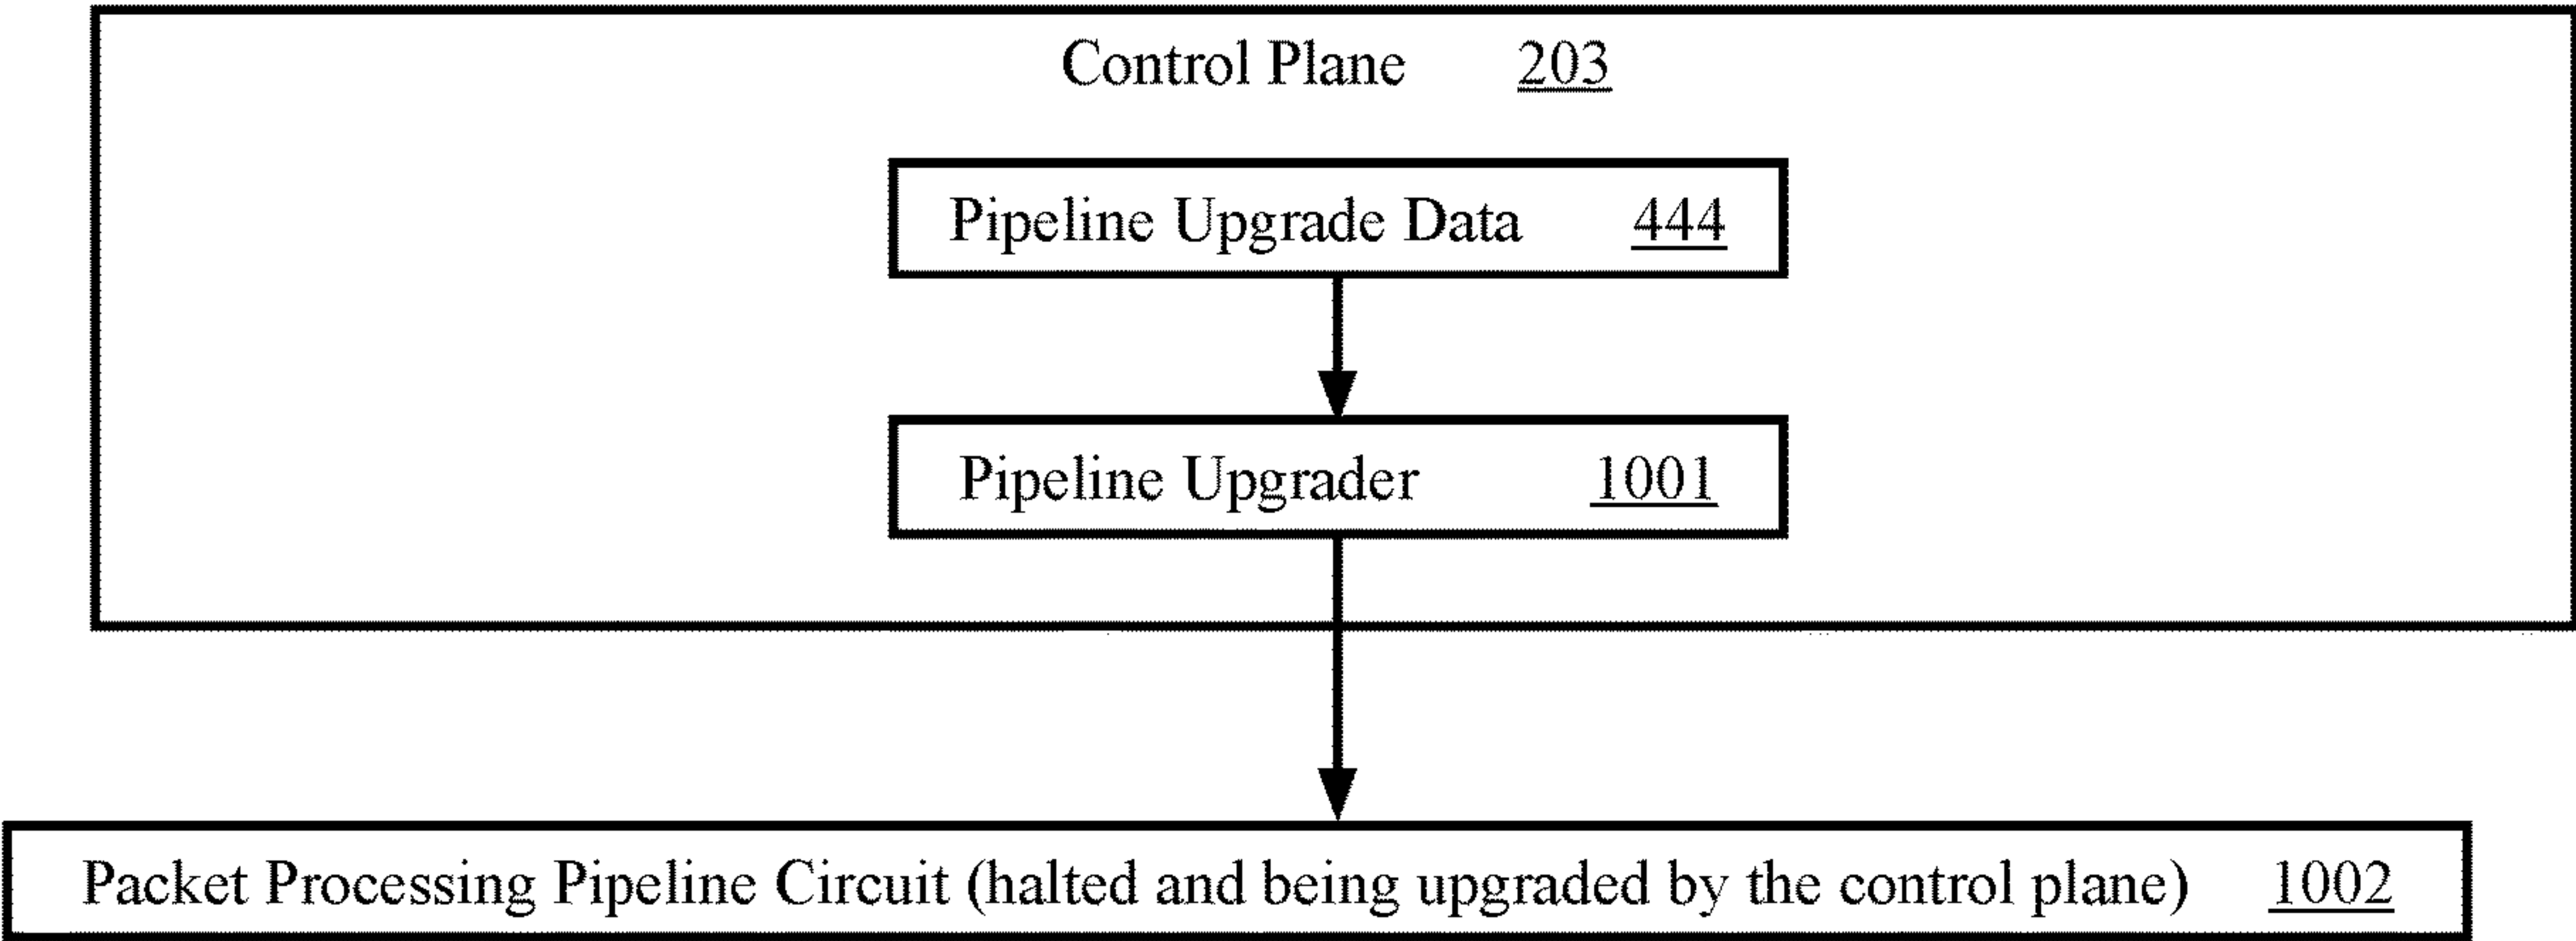 Control Plane 203
Pipeline Upgrade Data 444
Pipeline Upgrader 1001
Packet Processing Pipeline Circuit (halted and being upgraded by the control plane) 1002